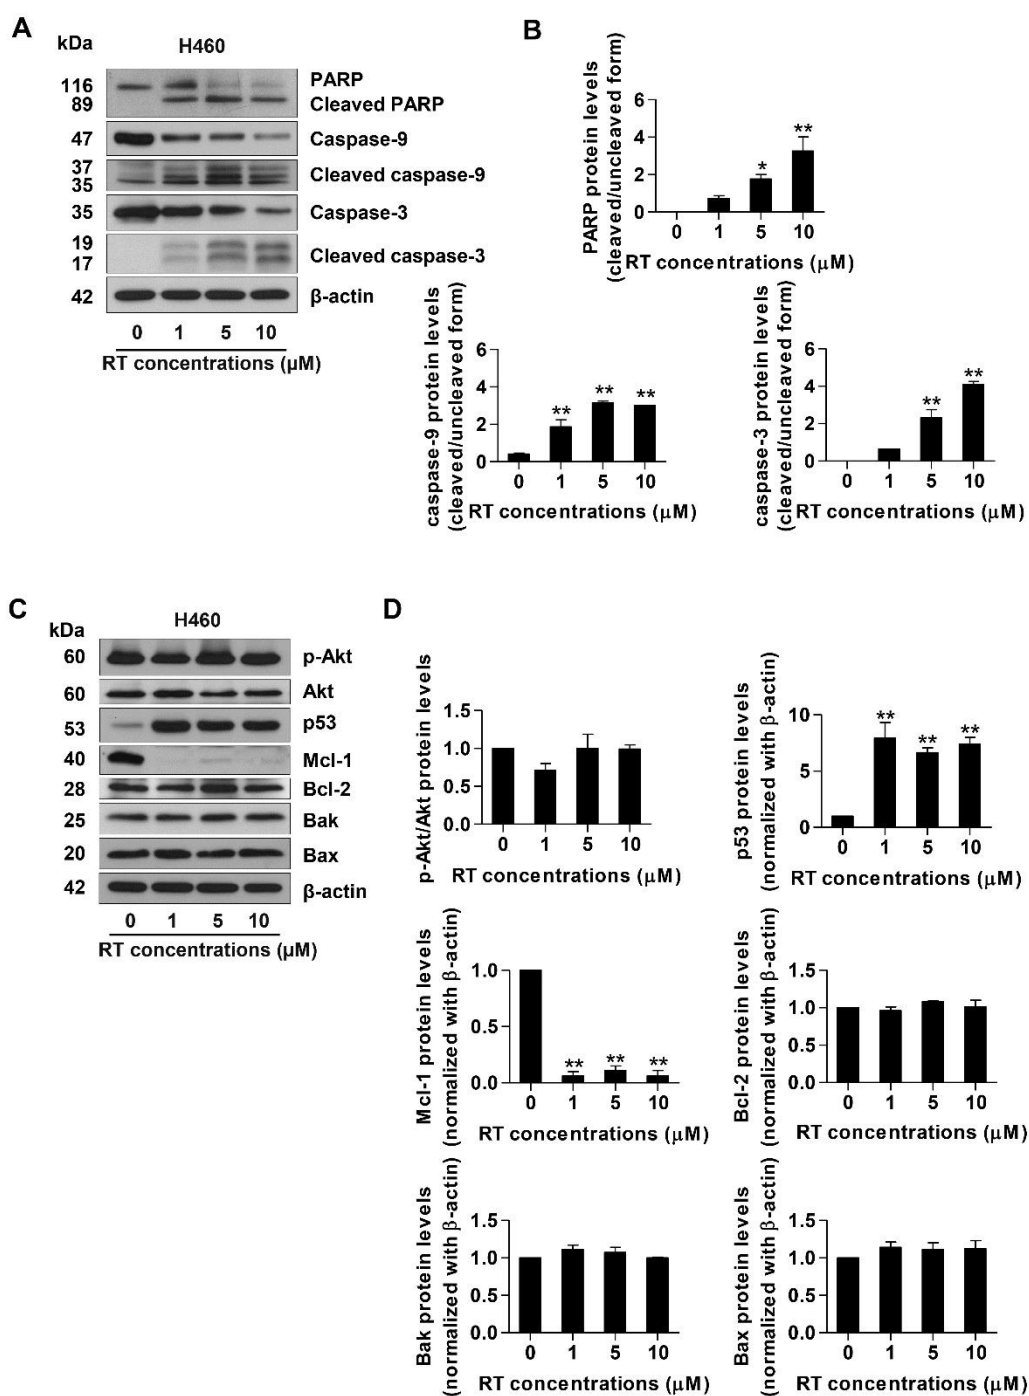 A
kDa
H460
116
PARP
89
Cleaved PARP
47
Caspase-9
37
35
Cleaved caspase-9
35
Caspase-3
19
17
Cleaved caspase-3
42
β-actin
0 1 5 10
RT concentrations (µM)
B
PARP protein levels
(cleaved/uncleaved form)
6
4
2
0
*
**
0 1 5 10
RT concentrations (µM)
caspase-9 protein levels
(cleaved/uncleaved form)
6
4
2
0
** ** **
0 1 5 10
RT concentrations (µM)
caspase-3 protein levels
(cleaved/uncleaved form)
6
4
2
0
** **
0 1 5 10
RT concentrations (µM)
C
kDa
H460
60
p-Akt
60
Akt
53
p53
40
Mcl-1
28
Bcl-2
25
Bak
20
Bax
42
β-actin
0 1 5 10
RT concentrations (µM)
D
p-Akt/Akt protein levels
1.5
1.0
0.5
0.0
0 1 5 10
RT concentrations (µM)
p53 protein levels
(normalized with β-actin)
10
5
0
** ** **
0 1 5 10
RT concentrations (µM)
Mcl-1 protein levels
(normalized with β-actin)
1.0
0.5
0.0
** ** **
0 1 5 10
RT concentrations (µM)
Bcl-2 protein levels
(normalized with β-actin)
1.5
1.0
0.5
0.0
0 1 5 10
RT concentrations (µM)
Bak protein levels
(normalized with β-actin)
1.5
1.0
0.5
0.0
0 1 5 10
RT concentrations (µM)
Bax protein levels
(normalized with β-actin)
1.5
1.0
0.5
0.0
0 1 5 10
RT concentrations (µM)